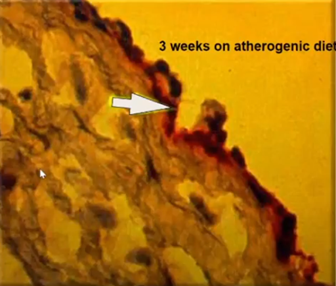 3 weeks on atherogenic diet